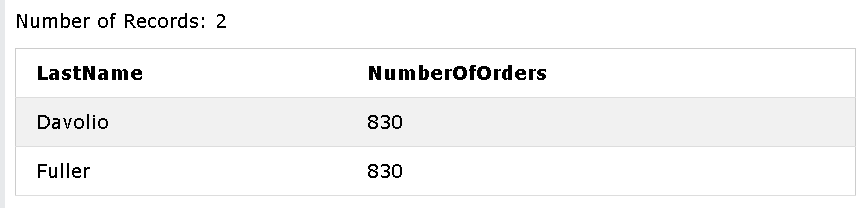 Number of Records: 2
LastName NumberOfOrders
Davolio 830
Fuller 830